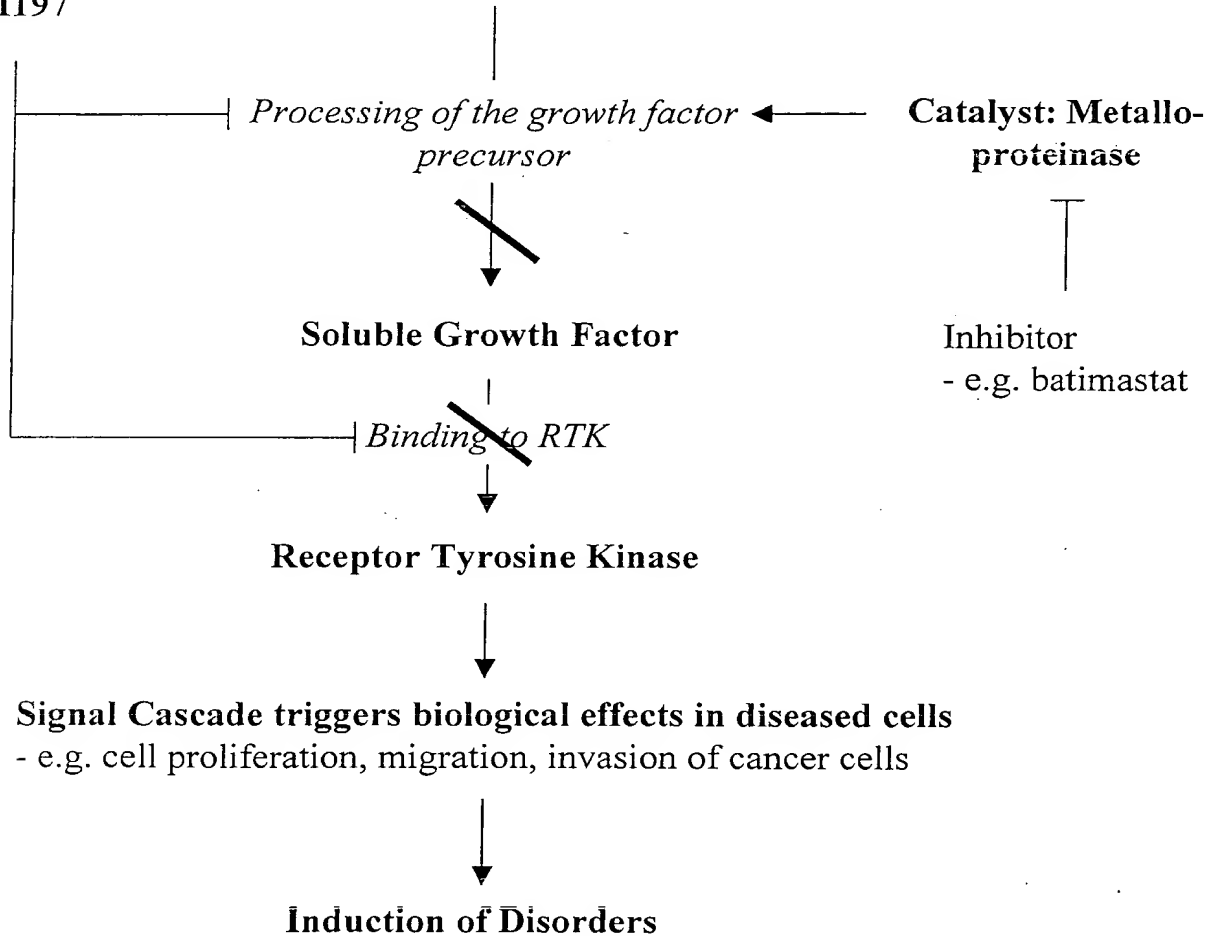 Processing of the growth factor
precursor
Catalyst: Metallo-
proteinase
Soluble Growth Factor
Inhibitor
- e.g. batimastat
Binding to RTK
Receptor Tyrosine Kinase
Signal Cascade triggers biological effects in diseased cells
- e.g. cell proliferation, migration, invasion of cancer cells
Induction of Disorders